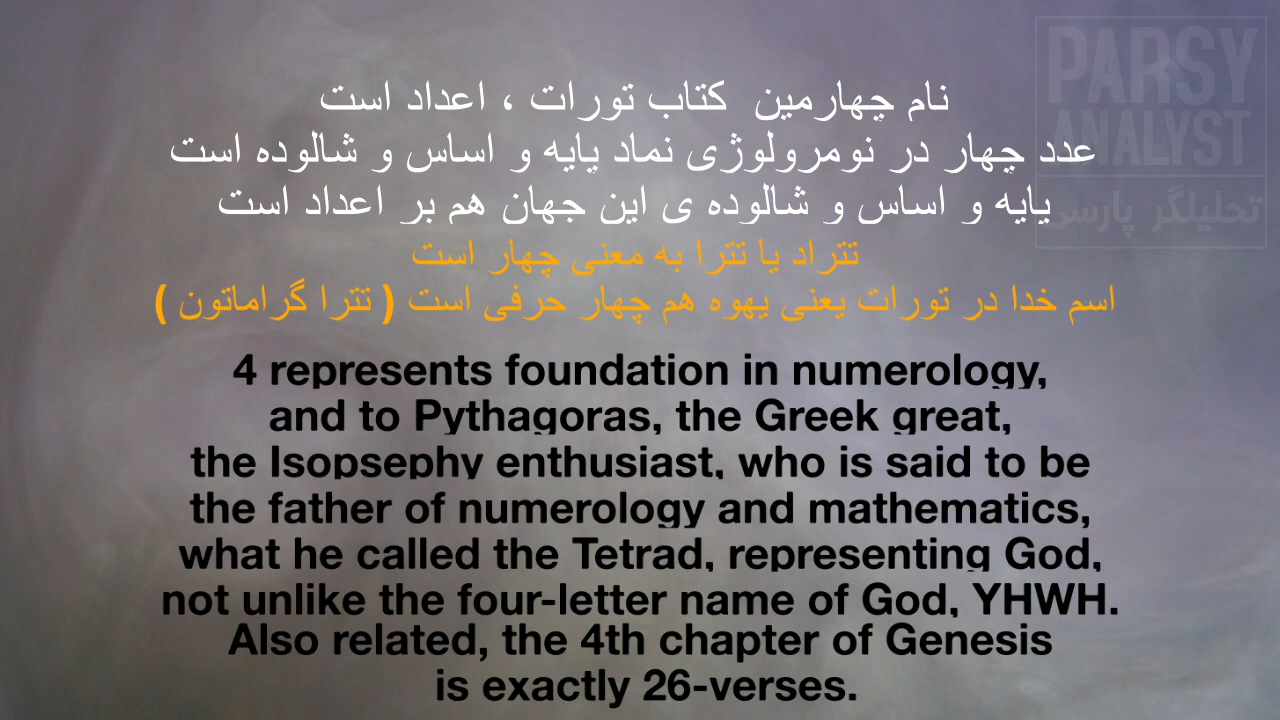 نام چهارمین کتاب تورات ، اعداد است
عدد چهار در نومرولوژی نماد پایه و اساس و شالوده است
پایه و اساس و شالوده ی این جهان هم بر اعداد است
تتراد یا تترا به معنی چهار است
اسم خدا در تورات یعنی یهوه هم چهار حرفی است ( تترا گراماتون )
4 represents foundation in numerology,
and to Pythagoras, the Greek great,
the Isopsephy enthusiast, who is said to be
the father of numerology and mathematics,
what he called the Tetrad, representing God,
not unlike the four-letter name of God, YHWH.
Also related, the 4th chapter of Genesis
is exactly 26-verses.
PARSY
ANALYST
تحلیلگر پارسی